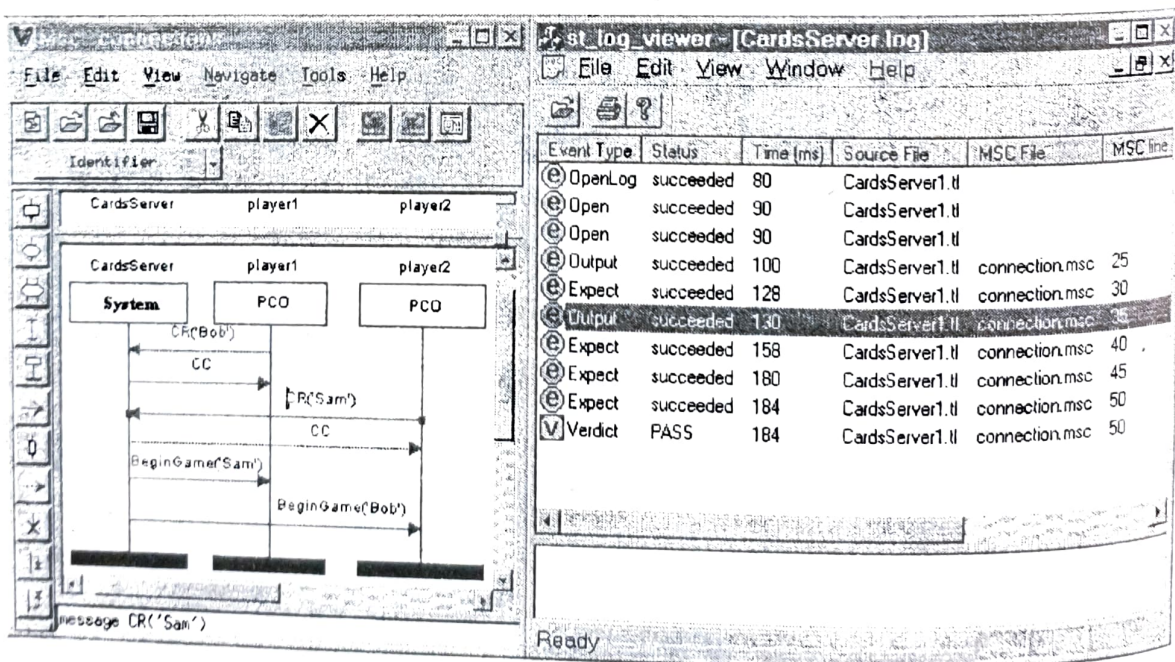 File Edit View Navigate Tools Help
Identifier
CardsServer player1 player2
CardsServer player1 player2
System PCO PCO
CR('Bob')
CC
CR('Sam')
CC
BeginGame('Sam')
BeginGame('Bob')
message CR('Sam')
st_log_viewer - [CardsServer.log]
File Edit View Window Help
Event Type Status Time (ms) Source File MSC File MSC line
OpenLog succeeded 80 CardsServer1.tl
Open succeeded 90 CardsServer1.tl
Open succeeded 90 CardsServer1.tl
Output succeeded 100 CardsServer1.tl connection.msc 25
Expect succeeded 128 CardsServer1.tl connection.msc 30
Output succeeded 130 CardsServer1.tl connection.msc 35
Expect succeeded 158 CardsServer1.tl connection.msc 40
Expect succeeded 180 CardsServer1.tl connection.msc 45
Expect succeeded 184 CardsServer1.tl connection.msc 50
Verdict PASS 184 CardsServer1.tl connection.msc 50
Ready